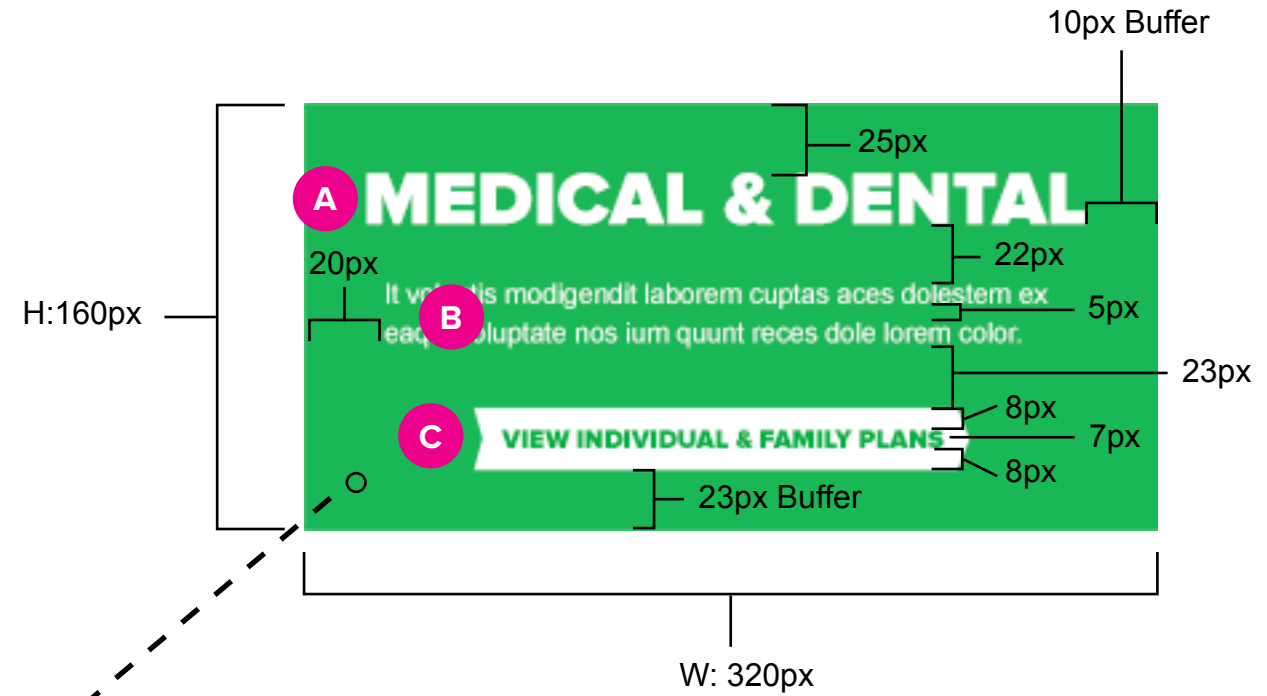 10px Buffer
25px
A
MEDICAL & DENTAL
22px
20px
It modigendit laborem cuptas aces dolestem ex
5px
H:160px
B
nos ium quunt reces dole lorem color.
23px
8px
C
VIEW INDIVIDUAL & FAMILY PLANS
7px
8px
23px Buffer
W: 320px